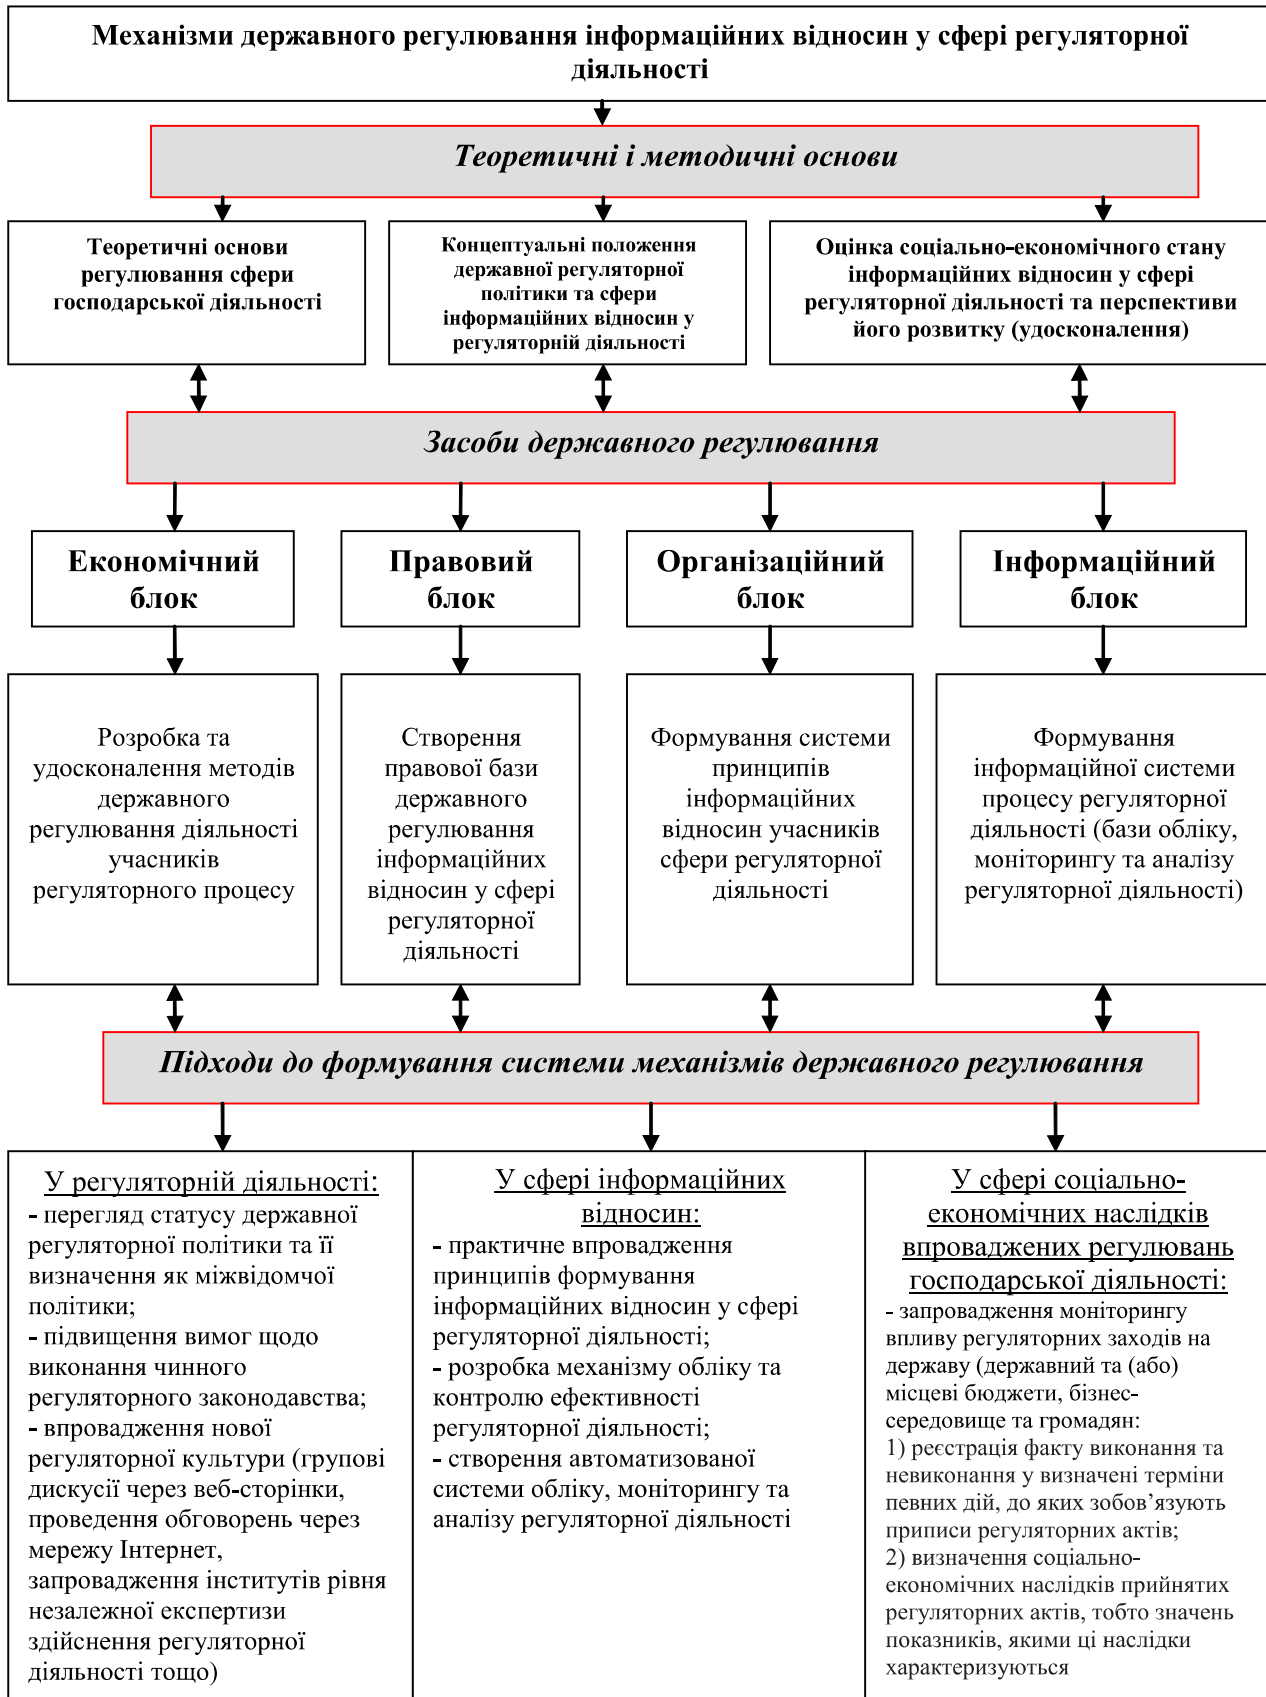 Механізми державного регулювання інформаційних відносин у сфері регуляторної
діяльності
Теоретичні і методичні основи
Теоретичні основи
регулювання сфери
господарської діяльності
Концептуальні положення
державної регуляторної
політики та сфери
інформаційних відносин у
регуляторній діяльності
Оцінка соціально-економічного стану
інформаційних відносин у сфері
регуляторної діяльності та перспективи
його розвитку (удосконалення)
Засоби державного регулювання
Економічний
блок
Правовий
блок
Організаційний
блок
Інформаційний
блок
Розробка та
удосконалення методів
державного
регулювання діяльності
учасників
регуляторного процесу
Створення
правової бази
державного
регулювання
інформаційних
відносин у сфері
регуляторної
діяльності
Формування системи
принципів
інформаційних
відносин учасників
сфери регуляторної
діяльності
Формування
інформаційної системи
процесу регуляторної
діяльності (бази обліку,
моніторингу та аналізу
регуляторної діяльності)
Підходи до формування системи механізмів державного регулювання
У регуляторній діяльності:
- перегляд статусу державної
регуляторної політики та її
визначення як міжвідомчої
політики;
- підвищення вимог щодо
виконання чинного
регуляторного законодавства;
- впровадження нової
регуляторної культури (групові
дискусії через веб-сторінки,
проведення обговорень через
мережу Інтернет,
запровадження інститутів рівня
незалежної експертизи
здійснення регуляторної
діяльності тощо)
У сфері інформаційних
відносин:
- практичне впровадження
принципів формування
інформаційних відносин у сфері
регуляторної діяльності;
- розробка механізму обліку та
контролю ефективності
регуляторної діяльності;
- створення автоматизованої
системи обліку, моніторингу та
аналізу регуляторної діяльності
У сфері соціально-
економічних наслідків
впроваджених регулювань
господарської діяльності:
- запровадження моніторингу
впливу регуляторних заходів на
державу (державний та (або)
місцеві бюджети, бізнес-
середовище та громадян:
1) реєстрація факту виконання та
невиконання у визначені терміни
певних дій, до яких зобов’язують
приписи регуляторних актів;
2) визначення соціально-
економічних наслідків прийнятих
регуляторних актів, тобто значень
показників, якими ці наслідки
характеризуються